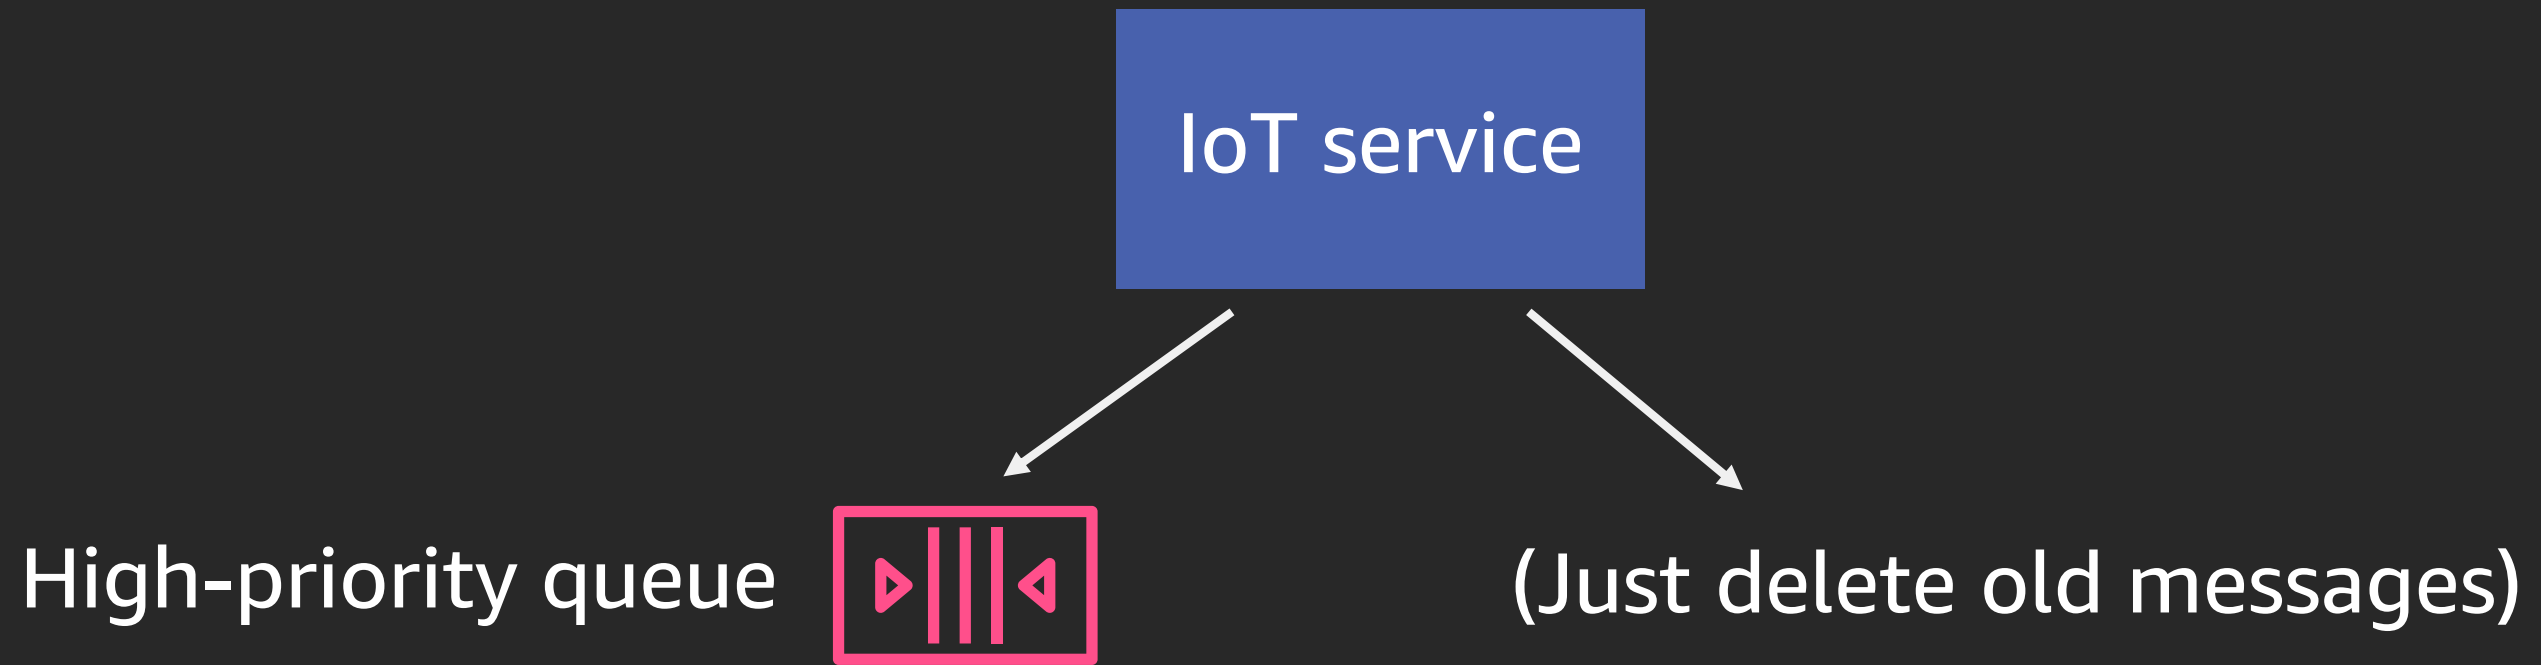 IoT service
High-priority queue
(Just delete old messages)